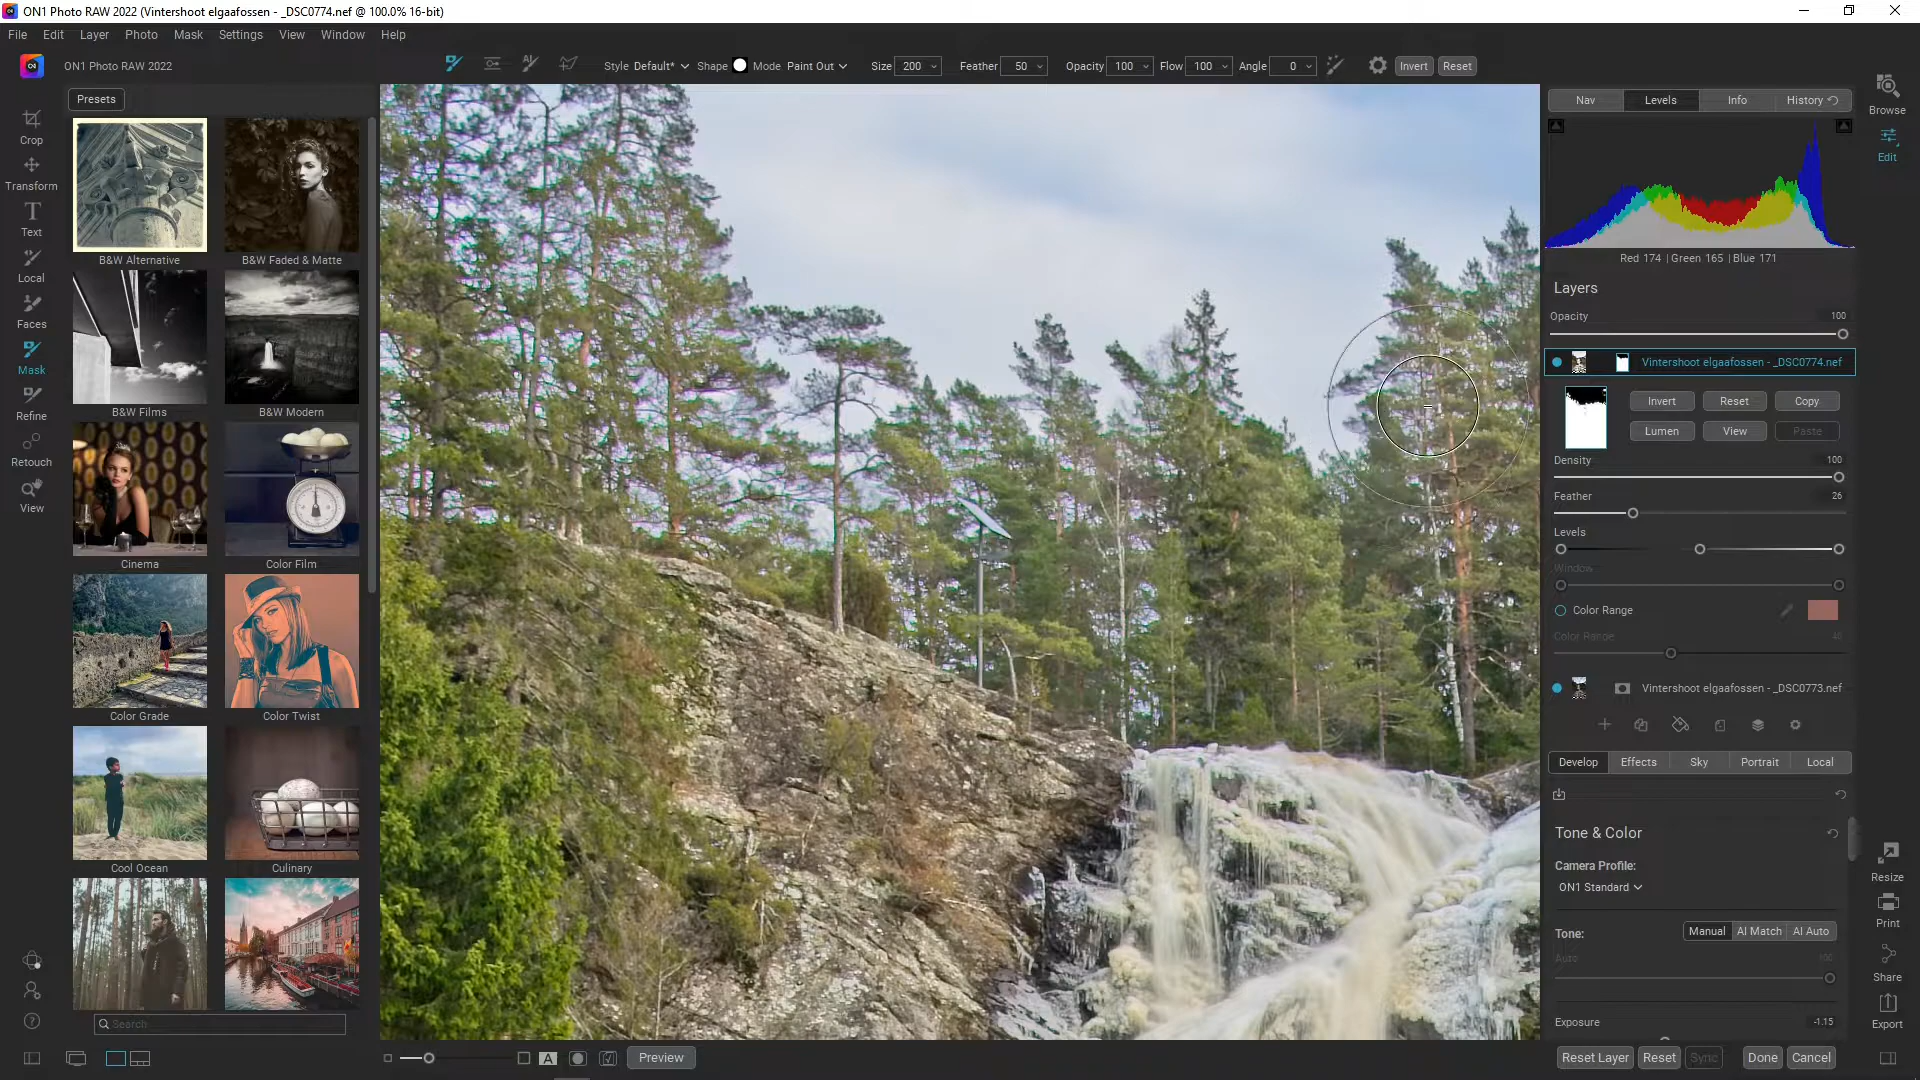 ON1 Photo RAW 2022 (Vintershoot elgaafossen - _DSC0774.nef @ 100.0% 16-bit)
File Edit Layer Photo Mask Settings View Window Help
ON1 Photo RAW 2022
Style Default* Shape Mode Paint Out Size 200 Feather 50 Opacity 100 Flow 100 Angle 0 Invert Reset
Presets
Crop
Transform
Text
Local
Faces
Mask
Refine
Retouch
View
B&W Alternative
B&W Faded & Matte
B&W Films
B&W Modern
Cinema
Color Film
Color Grade
Color Twist
Cool Ocean
Culinary
Search
A
Preview
Nav Levels Info History
Red 174 | Green 165 | Blue 171
Layers
Opacity 100
Vintershoot elgaafossen - _DSC0774.nef
Invert Reset Copy
Lumen View Paste
Density 100
Feather 26
Levels
Window
Color Range
Color Range 40
Vintershoot elgaafossen - _DSC0773.nef
Develop Effects Sky Portrait Local
Tone & Color
Camera Profile:
ON1 Standard
Tone: Manual AI Match AI Auto
Auto 100
Exposure -1.15
Reset Layer Reset Sync Done Cancel
Browse
Edit
Resize
Print
Share
Export